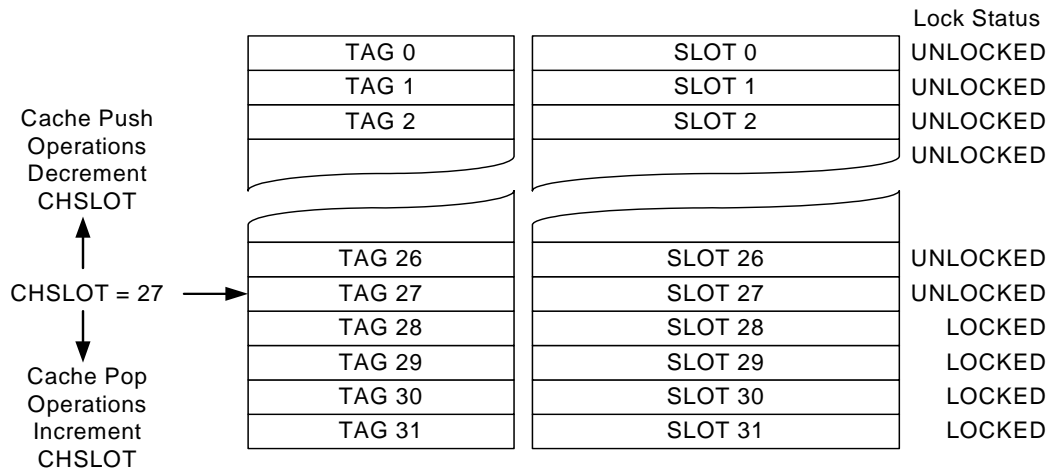 Lock Status
TAG 0 SLOT 0 UNLOCKED
TAG 1 SLOT 1 UNLOCKED
TAG 2 SLOT 2 UNLOCKED
UNLOCKED
Cache Push
Operations
Decrement
CHSLOT
TAG 26 SLOT 26 UNLOCKED
CHSLOT = 27 TAG 27 SLOT 27 UNLOCKED
TAG 28 SLOT 28 LOCKED
TAG 29 SLOT 29 LOCKED
TAG 30 SLOT 30 LOCKED
TAG 31 SLOT 31 LOCKED
Cache Pop
Operations
Increment
CHSLOT